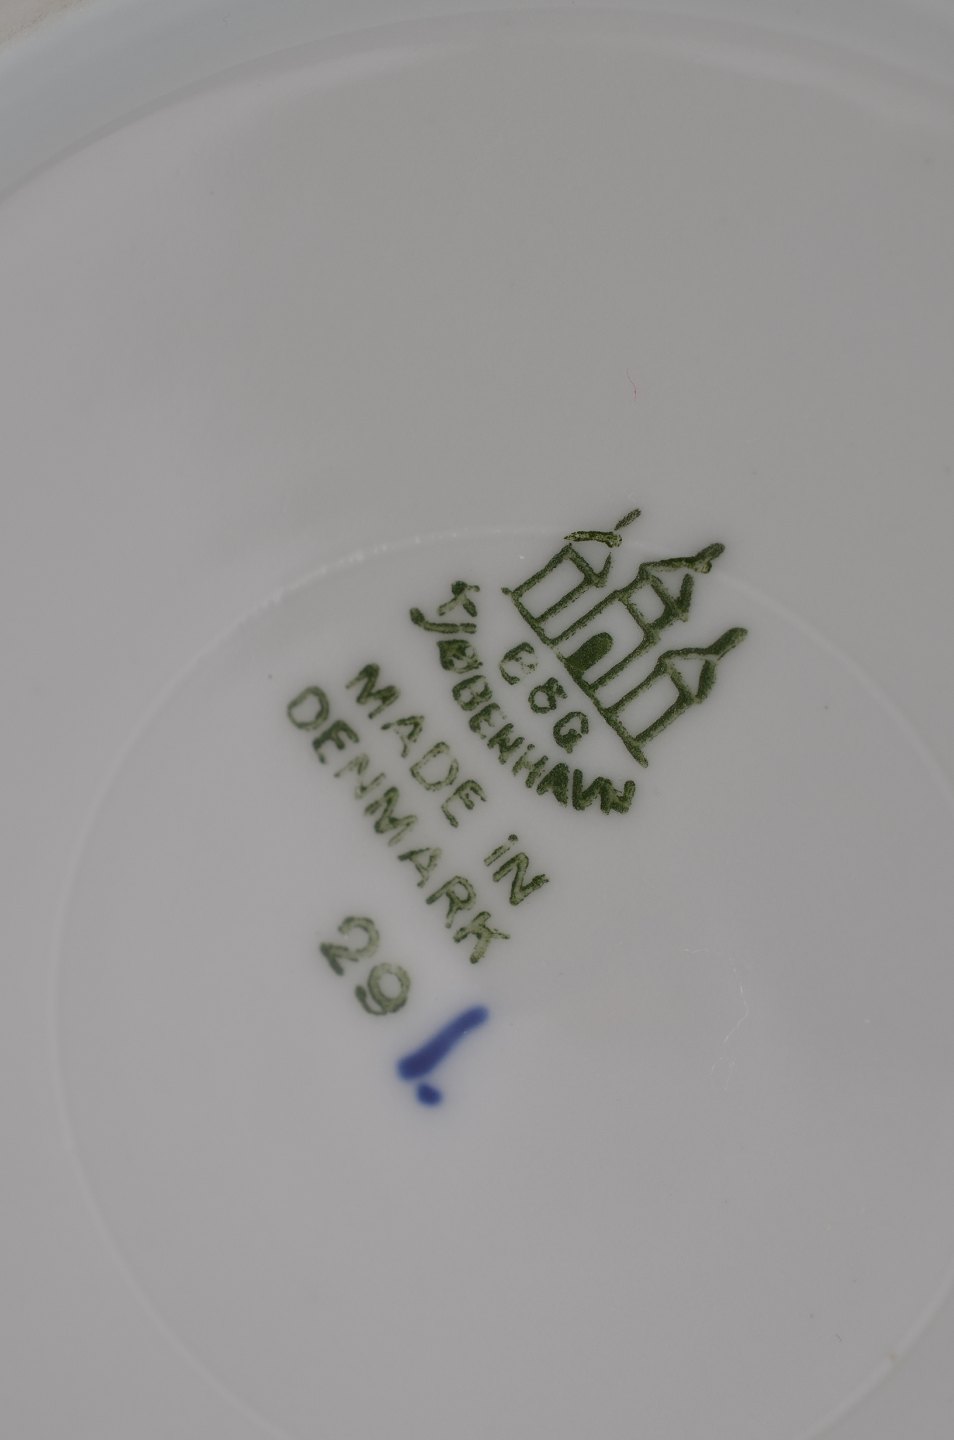 B&G
KJØBENHAVN
MADE IN
DENMARK
29